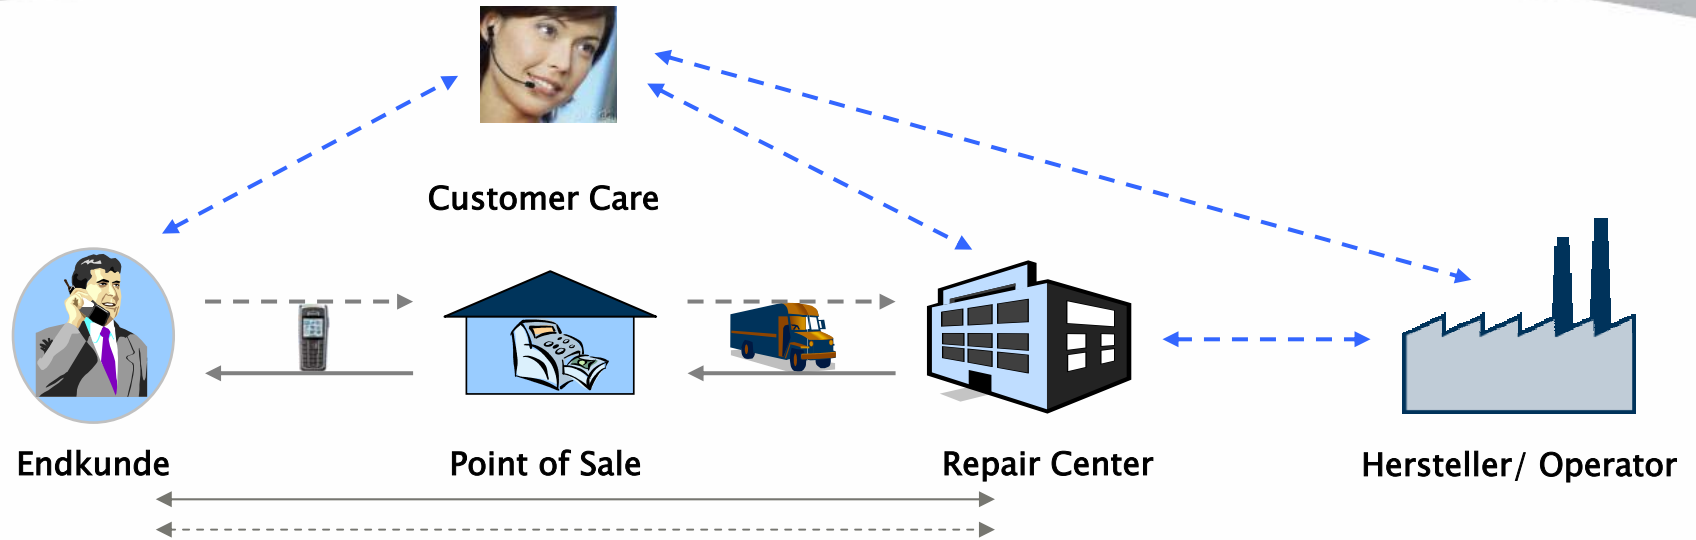 Customer Care
Endkunde
Point of Sale
Repair Center
Hersteller/ Operator